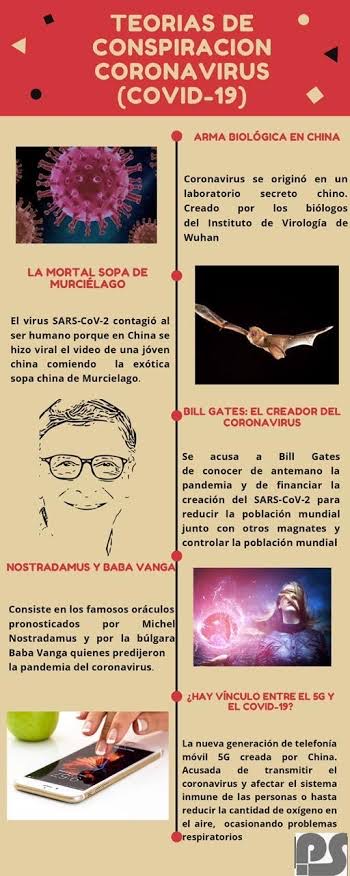 TEORIAS DE
CONSPIRACION
CORONAVIRUS
(COVID-19)
ARMA BIOLÓGICA EN CHINA
Coronavirus se originó en un
laboratorio secreto chino.
Creado por los biólogos
del Instituto de Virología de
Wuhan
LA MORTAL SOPA DE
MURCIÉLAGO
El virus SARS-CoV-2 contagió al
ser humano porque en China se
hizo viral el video de una jóven
china comiendo la exótica
sopa china de Murcielago.
BILL GATES: EL CREADOR DEL
CORONAVIRUS
Se acusa a Bill Gates
de conocer de antemano la
pandemia y de financiar la
creación del SARS-CoV-2 para
reducir la población mundial
junto con otros magnates y
controlar la población mundial
NOSTRADAMUS Y BABA VANGA
Consiste en los famosos oráculos
pronosticados por Michel
Nostradamus y por la búlgara
Baba Vanga quienes predijeron
la pandemia del coronavirus.
¿HAY VÍNCULO ENTRE EL 5G Y
EL COVID-19?
La nueva generación de telefonía
móvil 5G creada por China.
Acusada de transmitir el
coronavirus y afectar el sistema
inmune de las personas o hasta
reducir la cantidad de oxígeno en
el aire, ocasionando problemas
respiratorios
PS